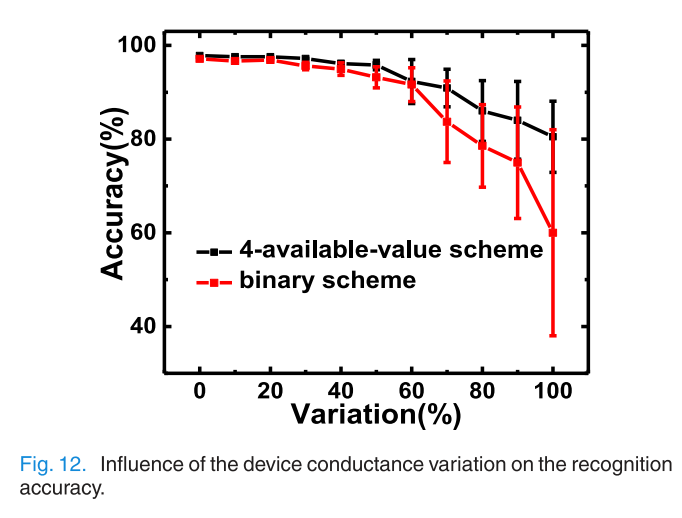 100
80
60
40
Accuracy(%)
4-available-value scheme
binary scheme
0 20 40 60 80 100
Variation(%)
Fig. 12. Influence of the device conductance variation on the recognition
accuracy.